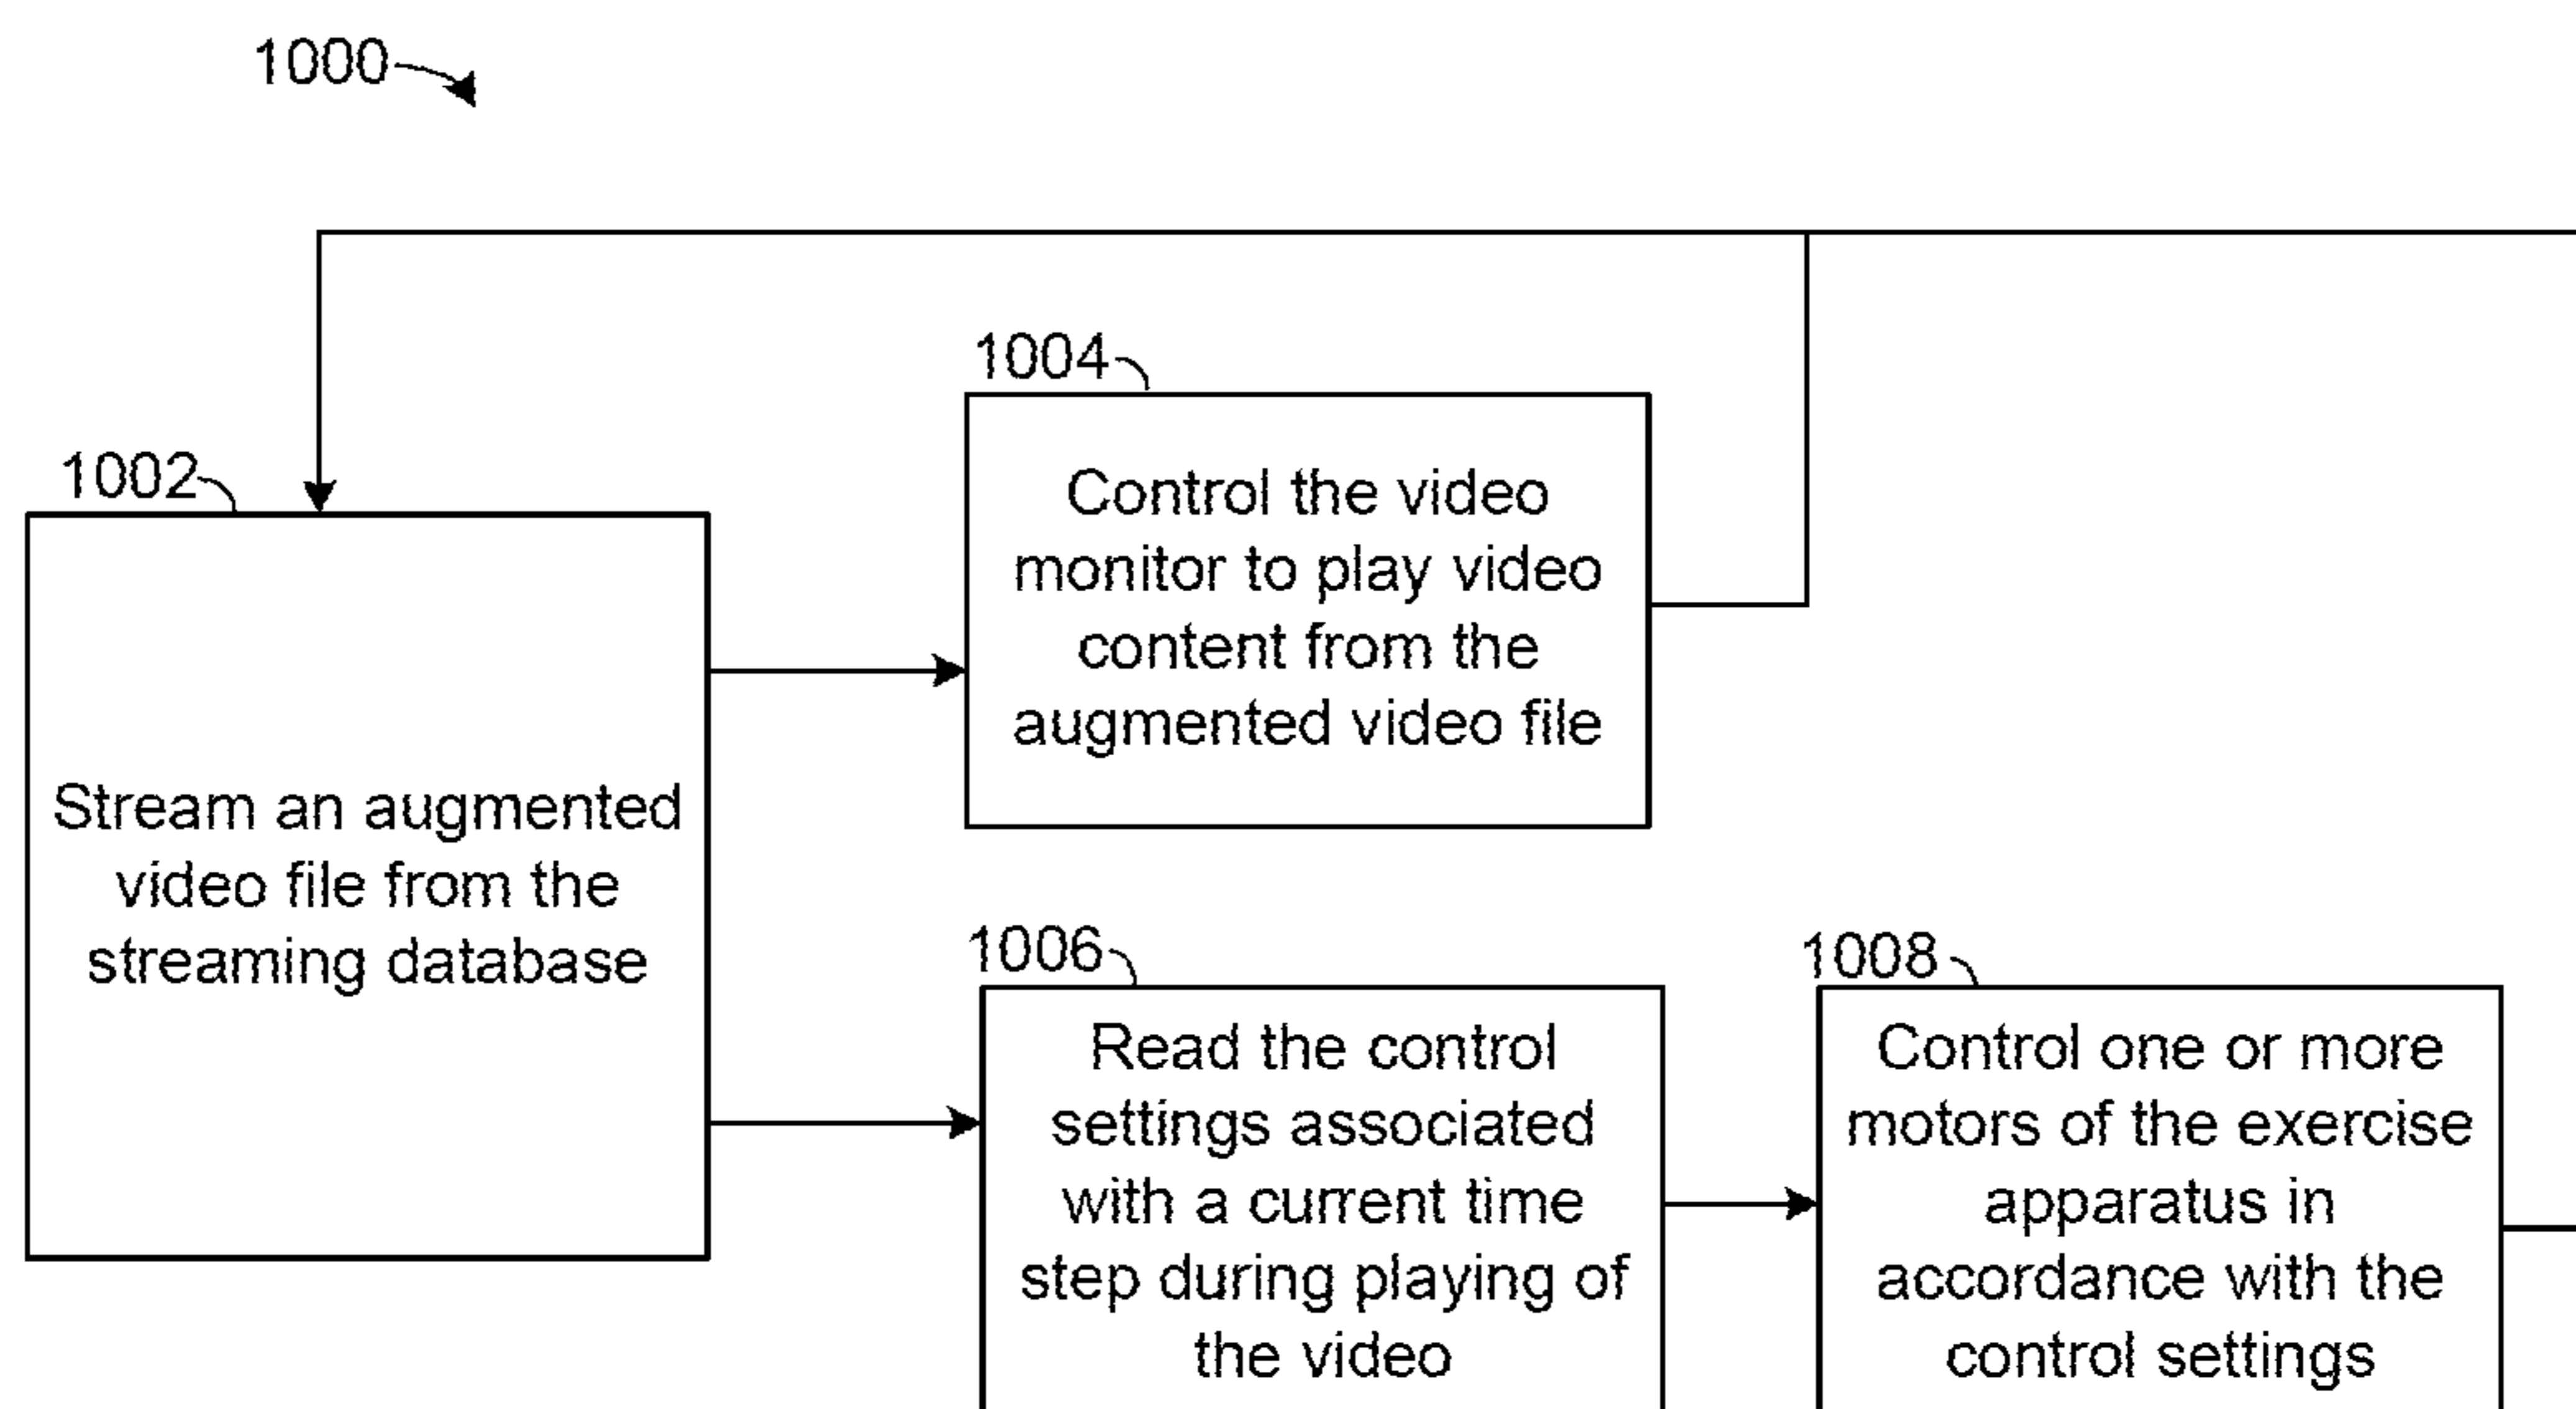 1000
1004
Control the video
monitor to play video
content from the
augmented video file
1002
Stream an augmented
video file from the
streaming database
1006
Read the control
settings associated
with a current time
step during playing of
the video
1008
Control one or more
motors of the exercise
apparatus in
accordance with the
control settings